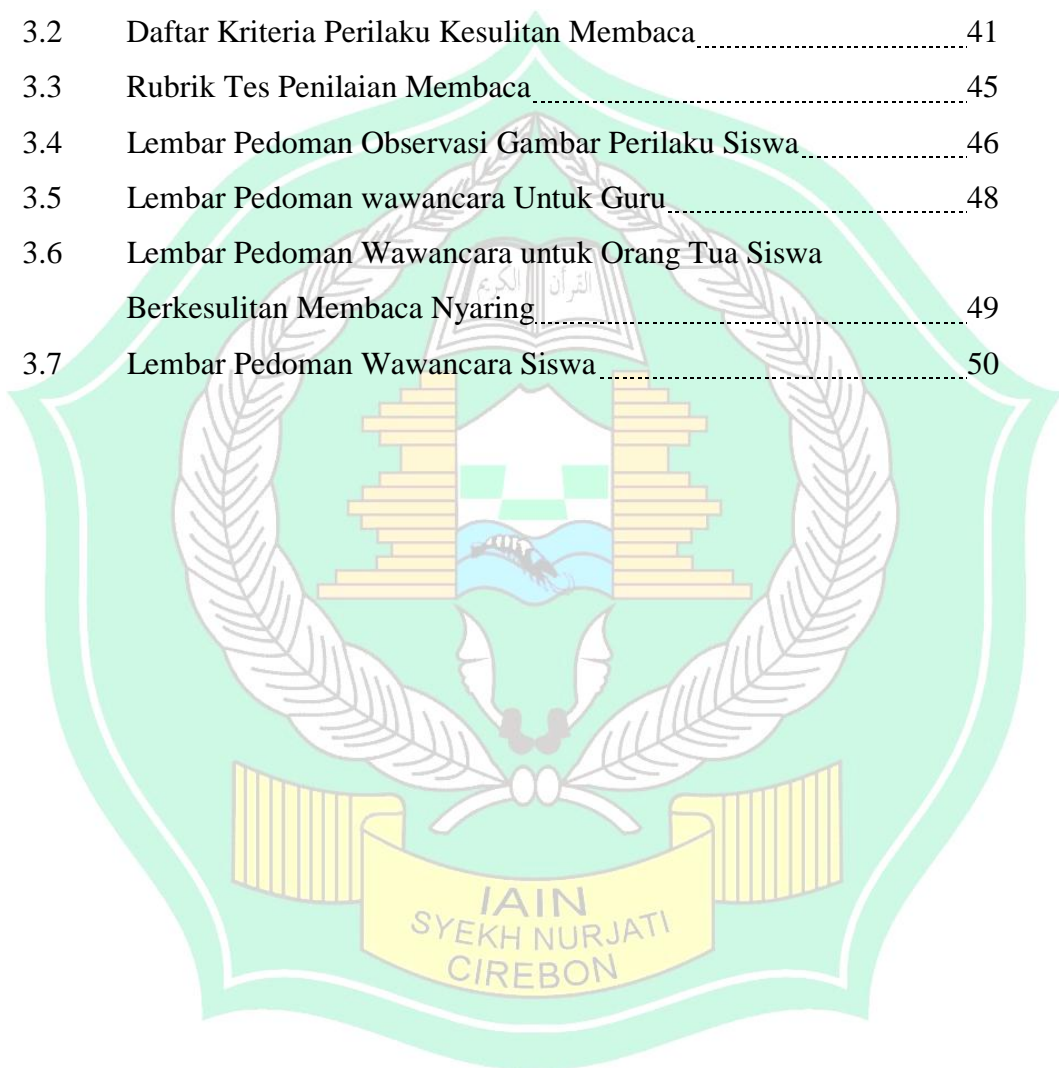 3.2 Daftar Kriteria Perilaku Kesulitan Membaca 41
3.3 Rubrik Tes Penilaian Membaca 45
3.4 Lembar Pedoman Observasi Gambar Perilaku Siswa 46
3.5 Lembar Pedoman wawancara Untuk Guru 48
3.6 Lembar Pedoman Wawancara untuk Orang Tua Siswa
Berkesulitan Membaca Nyaring 49
3.7 Lembar Pedoman Wawancara Siswa 50
القرآن الكريم
IAIN
SYEKH NURJATI
CIREBON